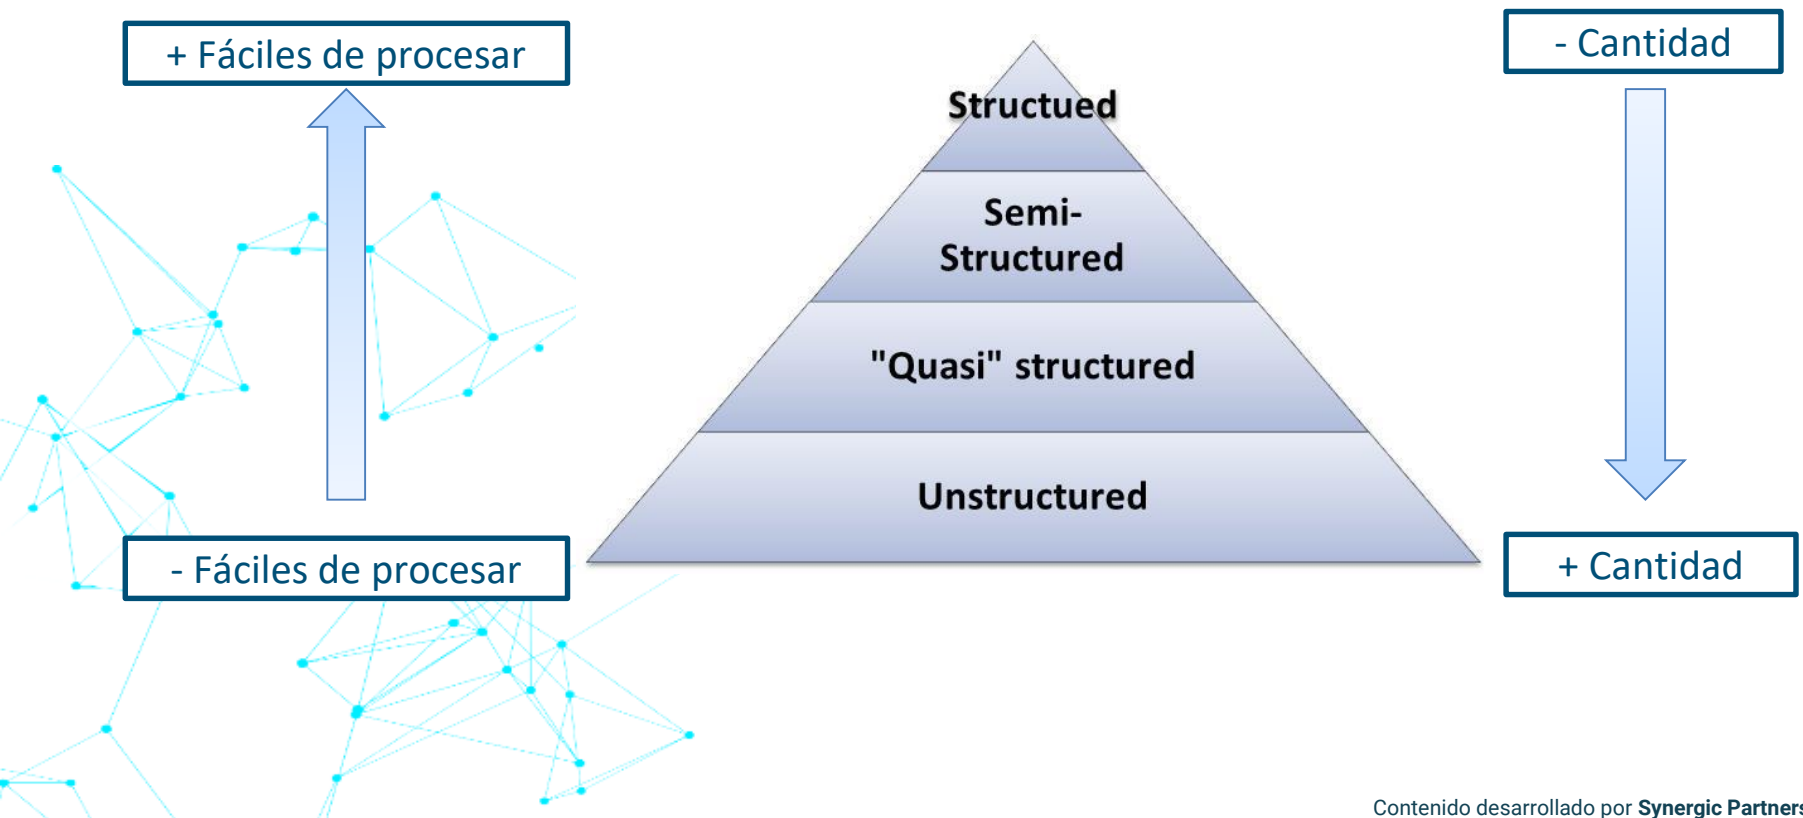 + Fáciles de procesar
- Cantidad
Structued
Semi-
Structured
"Quasi" structured
Unstructured
- Fáciles de procesar
+ Cantidad
Contenido desarrollado por Synergic Partners